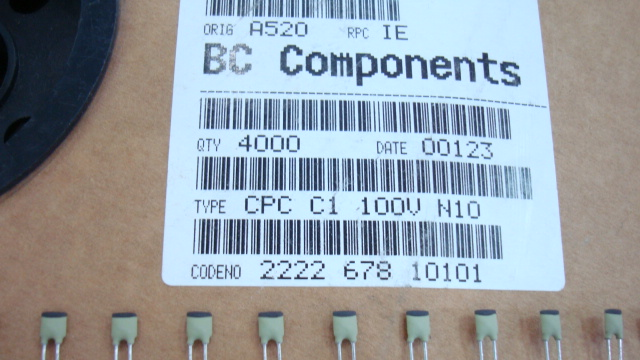 ORIG A520 RPC IE
BC Components
QTY 4000 DATE 00123
TYPE CPC C1 100V N10
CODENO 2222 678 10101